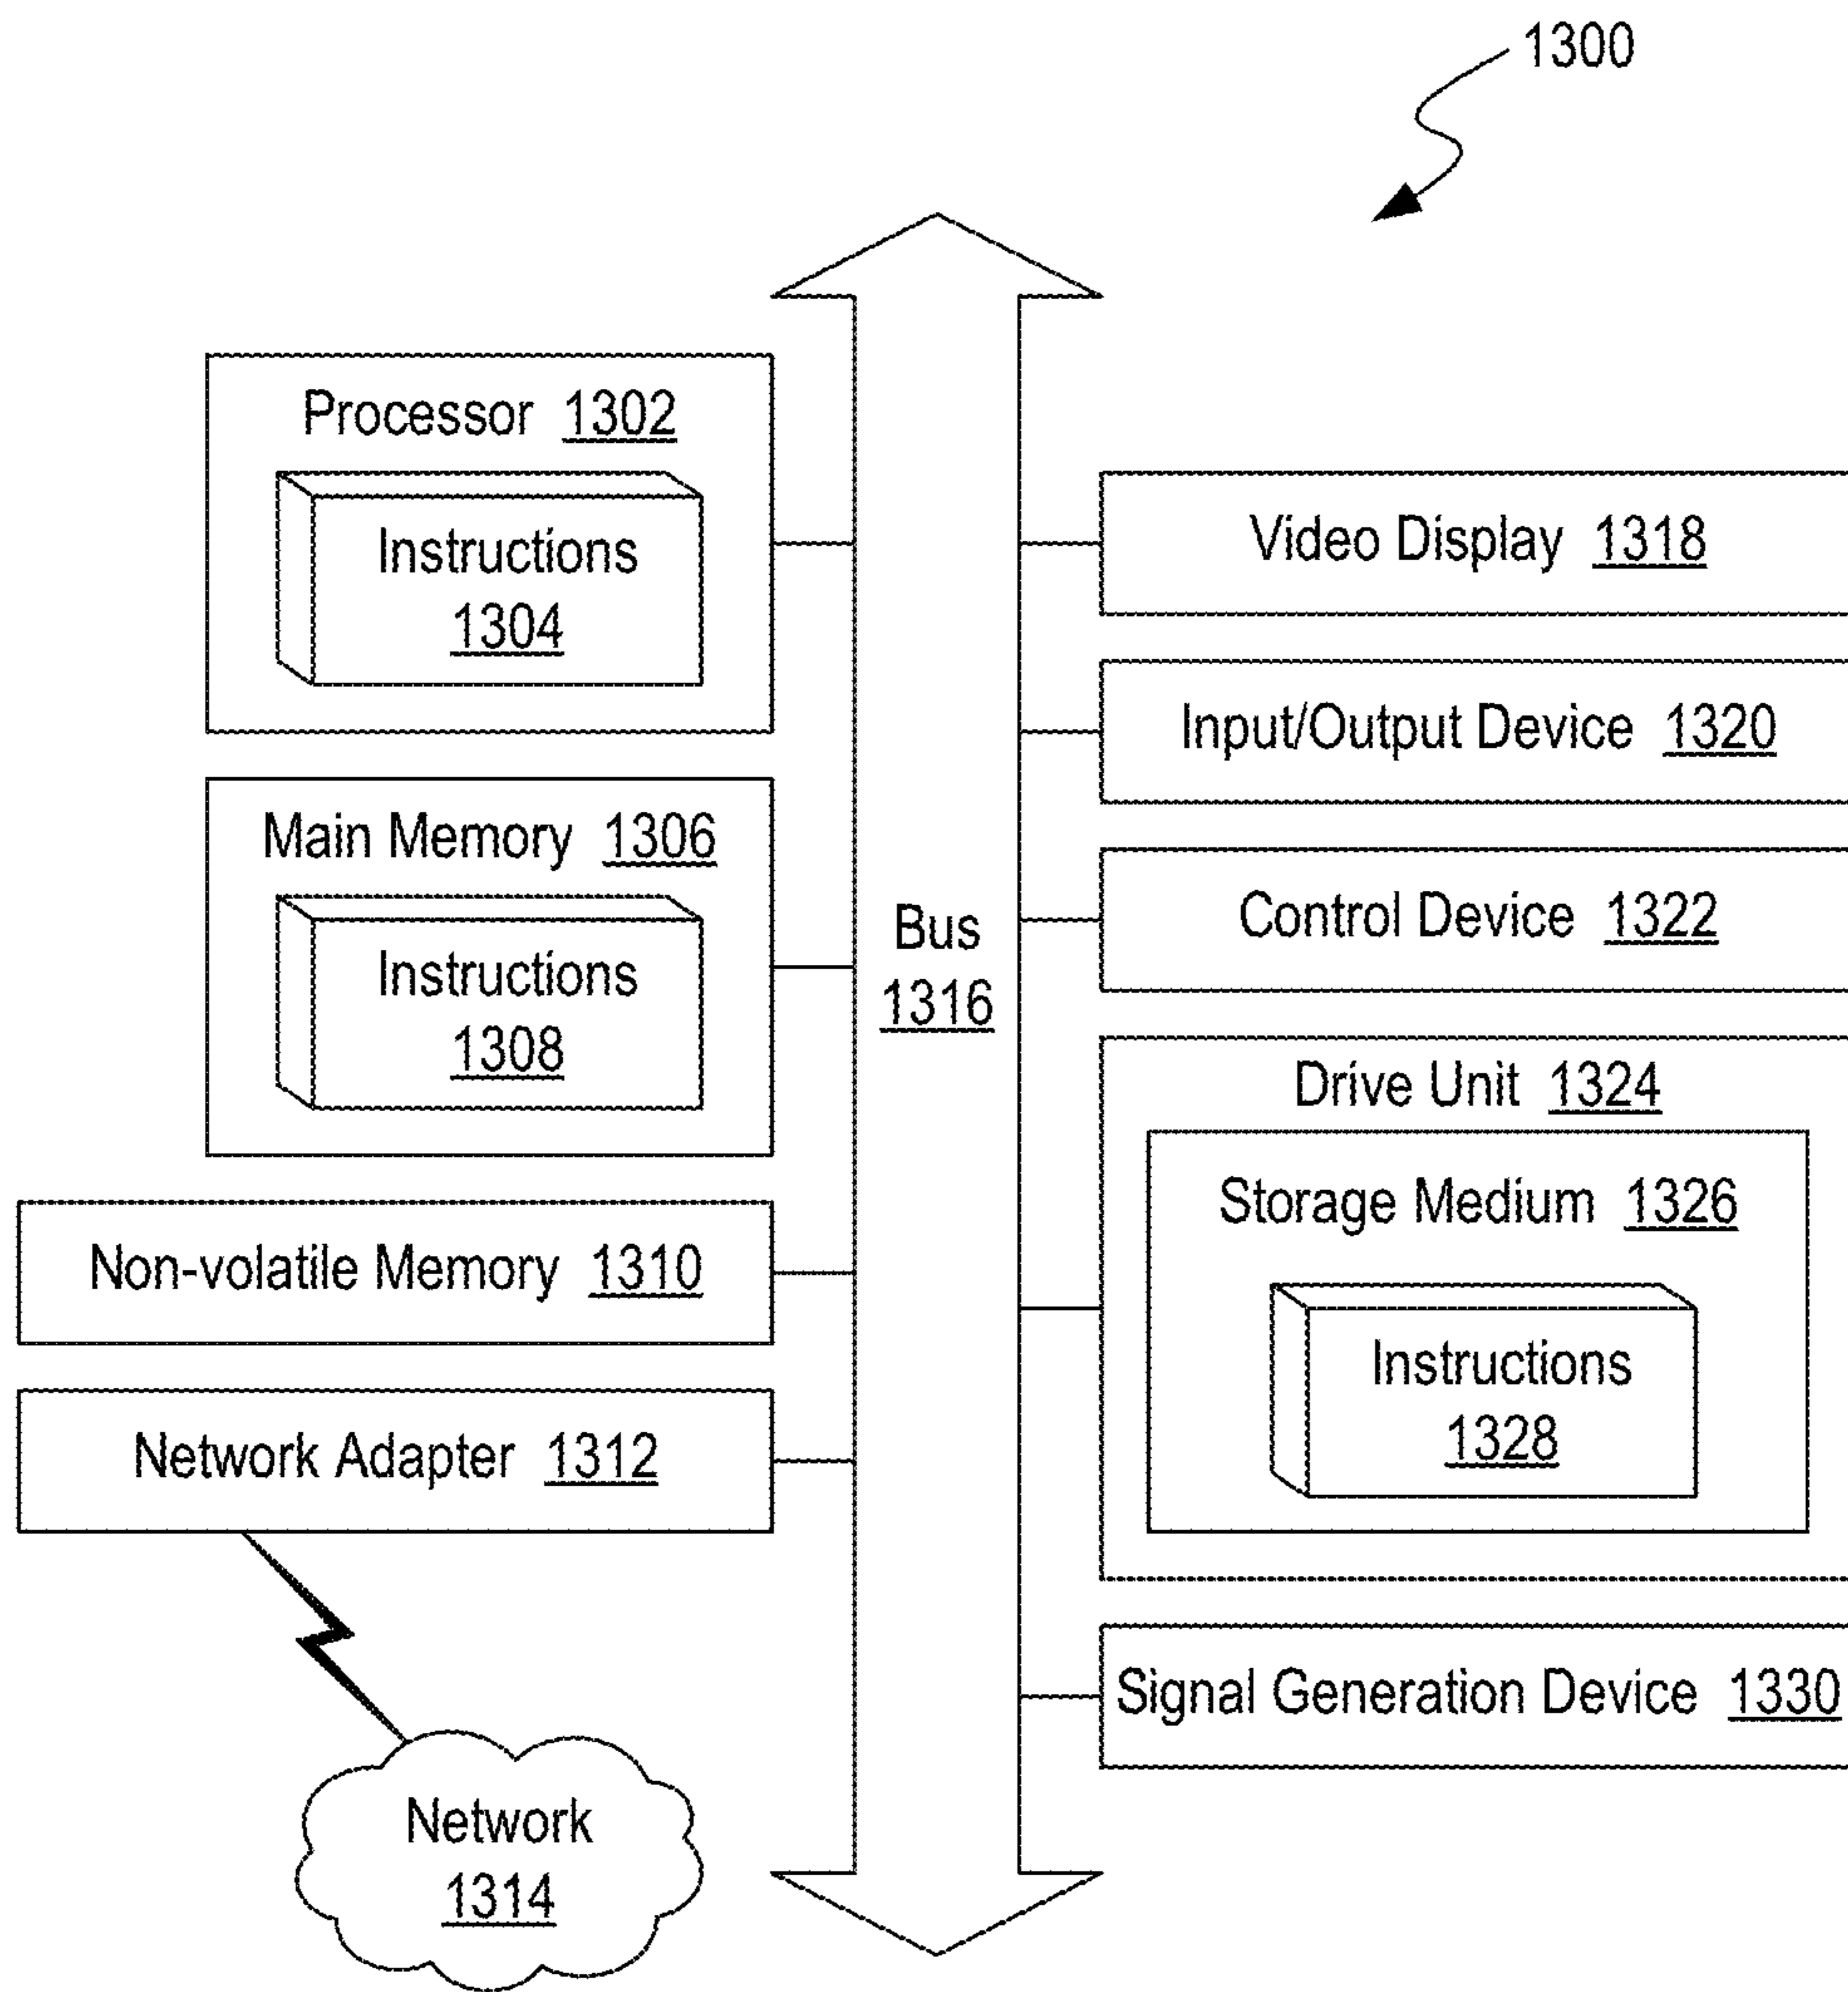 1300
Processor 1302
Instructions
1304
Main Memory 1306
Instructions
1308
Non-volatile Memory 1310
Network Adapter 1312
Network
1314
Bus
1316
Video Display 1318
Input/Output Device 1320
Control Device 1322
Drive Unit 1324
Storage Medium 1326
Instructions
1328
Signal Generation Device 1330